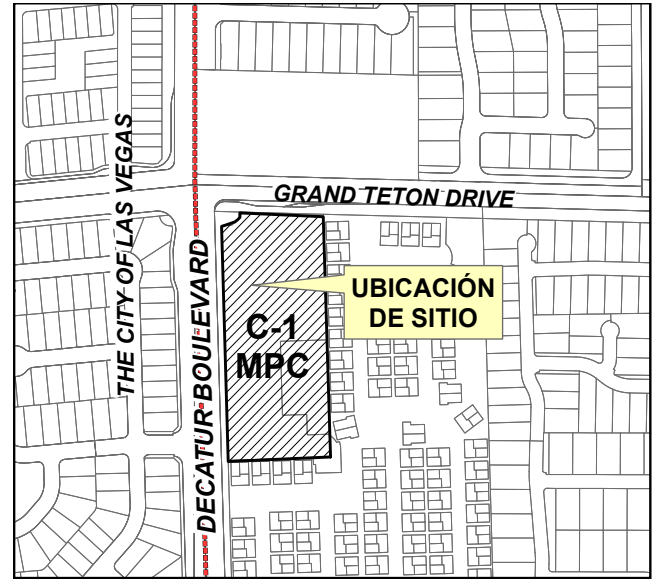 GRAND TETON DRIVE
THE CITY OF LAS VEGAS
DECATUR BOULEVARD
UBICACIÓN
DE SITIO
C-1
MPC